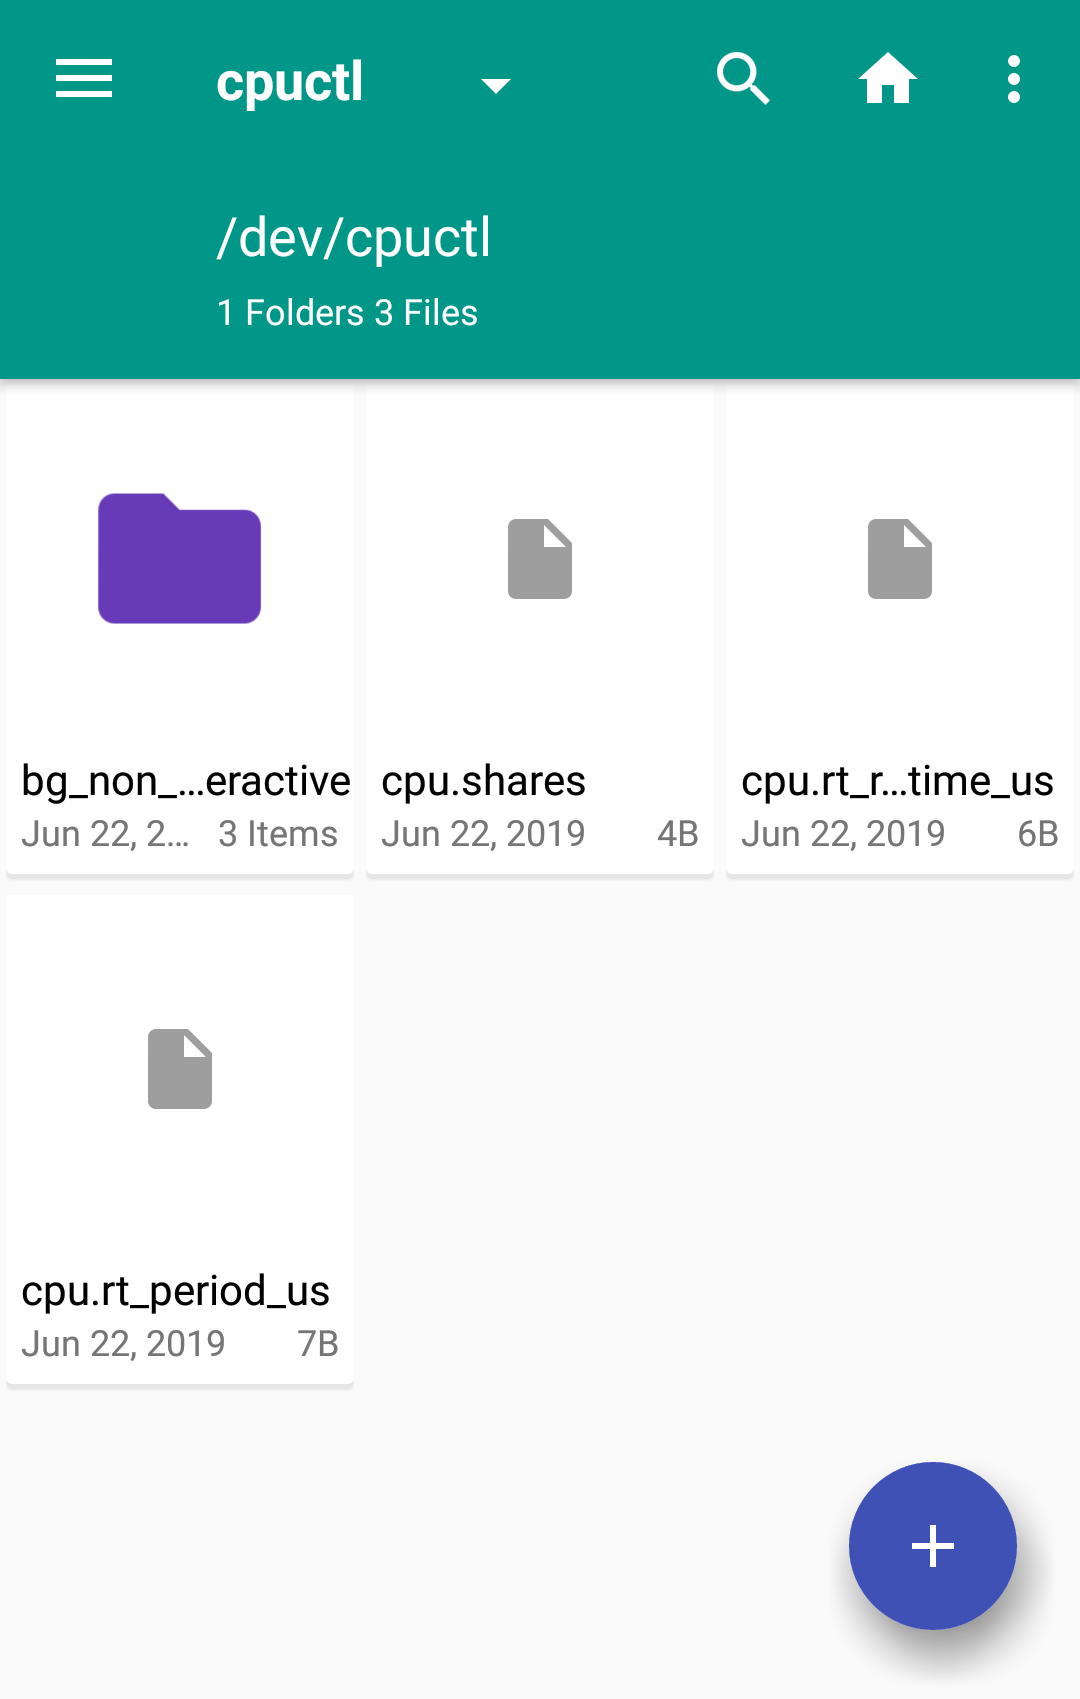 cpuctl
/dev/cpuctl
1 Folders 3 Files
bg_non_...eractive
Jun 22, 2... 3 Items
cpu.shares
Jun 22, 2019 4B
cpu.rt_r...time_us
Jun 22, 2019 6B
cpu.rt_period_us
Jun 22, 2019 7B